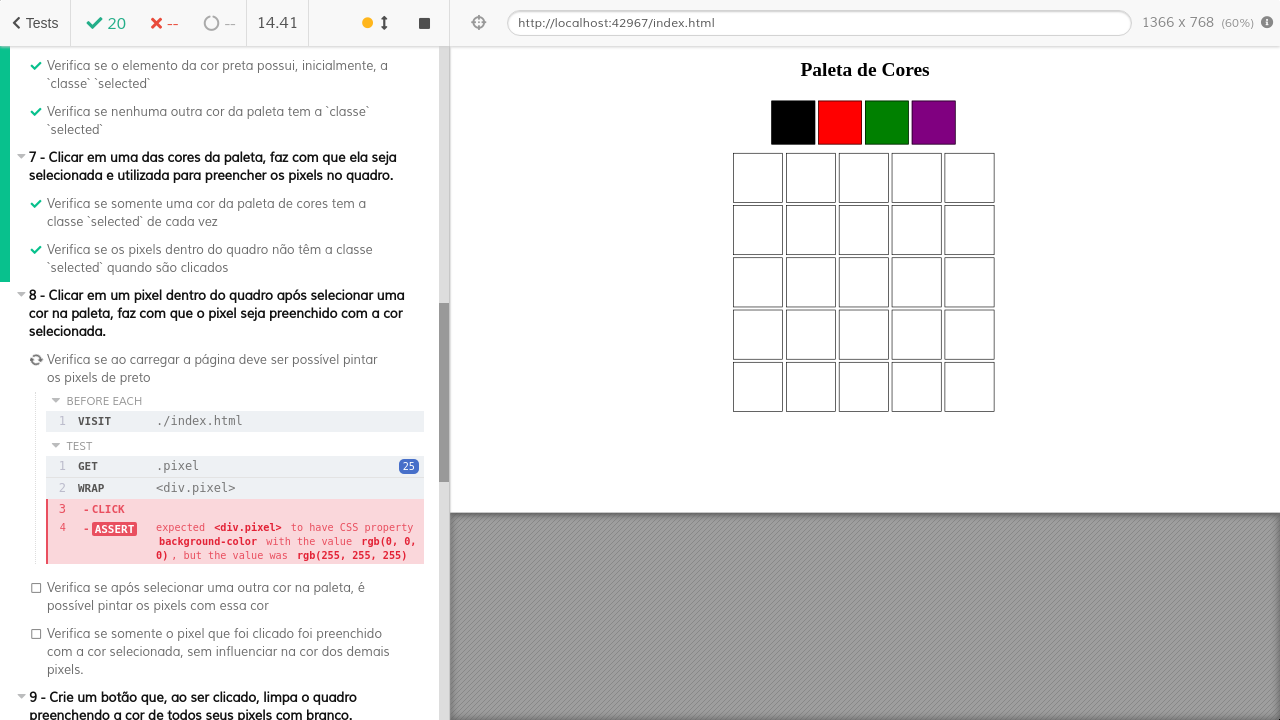 Tests
20
--
--
14.41
http://localhost:42967/index.html
1366 x 768 (60%)
Verifica se o elemento da cor preta possui, inicialmente, a
`classe` `selected`
Verifica se nenhuma outra cor da paleta tem a `classe`
`selected`
7 - Clicar em uma das cores da paleta, faz com que ela seja
selecionada e utilizada para preencher os pixels no quadro.
Verifica se somente uma cor da paleta de cores tem a
classe `selected` de cada vez
Verifica se os pixels dentro do quadro não têm a classe
`selected` quando são clicados
8 - Clicar em um pixel dentro do quadro após selecionar uma
cor na paleta, faz com que o pixel seja preenchido com a cor
selecionada.
Verifica se ao carregar a página deve ser possível pintar
os pixels de preto
BEFORE EACH
1 VISIT ./index.html
TEST
1 GET .pixel 25
2 WRAP <div.pixel>
3 -CLICK
4 -ASSERT expected <div.pixel> to have CSS property
background-color with the value rgb(0, 0,
0), but the value was rgb(255, 255, 255)
Verifica se após selecionar uma outra cor na paleta, é
possível pintar os pixels com essa cor
Verifica se somente o pixel que foi clicado foi preenchido
com a cor selecionada, sem influenciar na cor dos demais
pixels.
9 - Crie um botão que, ao ser clicado, limpa o quadro
preenchendo a cor de todos seus pixels com branco.
Paleta de Cores